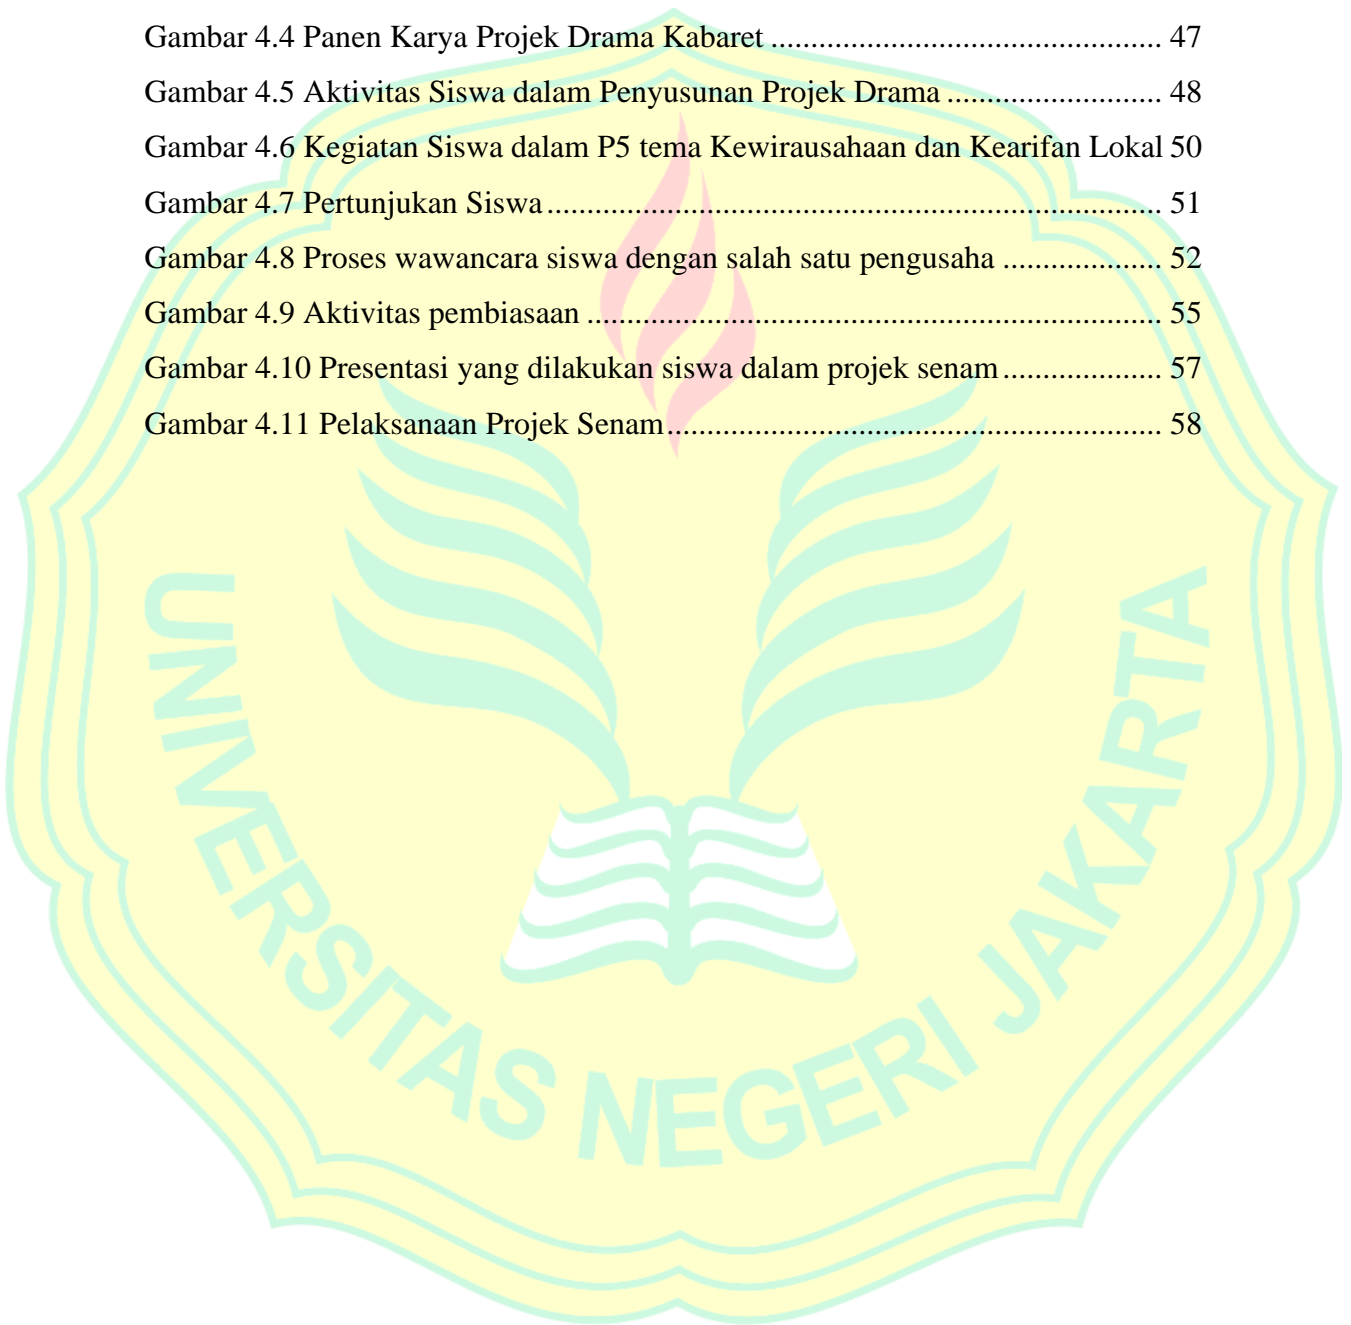 Gambar 4.4 Panen Karya Projek Drama Kabaret ................................................. 47
Gambar 4.5 Aktivitas Siswa dalam Penyusunan Projek Drama ........................... 48
Gambar 4.6 Kegiatan Siswa dalam P5 tema Kewirausahaan dan Kearifan Lokal 50
Gambar 4.7 Pertunjukan Siswa ............................................................................. 51
Gambar 4.8 Proses wawancara siswa dengan salah satu pengusaha .................... 52
Gambar 4.9 Aktivitas pembiasaan ........................................................................ 55
Gambar 4.10 Presentasi yang dilakukan siswa dalam projek senam .................... 57
Gambar 4.11 Pelaksanaan Projek Senam .............................................................. 58
UNIVERSITAS NEGERI JAKARTA